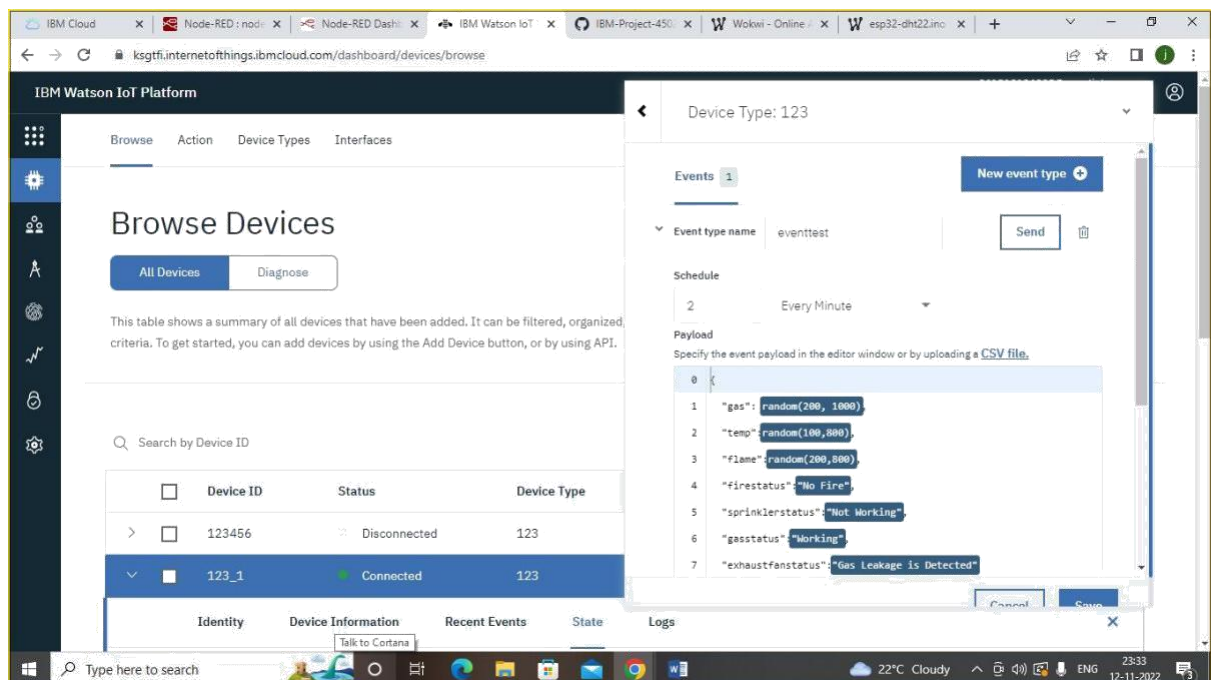 IBM Cloud
Node-RED : node
Node-RED Dashb
IBM Watson IoT
IBM-Project-450
Wokwi - Online
esp32-dht22.ino
ksgtfi.internetofthings.ibmcloud.com/dashboard/devices/browse
j
IBM Watson IoT Platform
Browse Action Device Types Interfaces
Browse Devices
All Devices Diagnose
This table shows a summary of all devices that have been added. It can be filtered, organized,
criteria. To get started, you can add devices by using the Add Device button, or by using API.
Search by Device ID
Device ID Status Device Type
123456 Disconnected 123
123_1 Connected 123
Identity Device Information Recent Events State Logs
Talk to Cortana
Device Type: 123
Events 1
New event type
Event type name eventtest Send
Schedule
2 Every Minute
Payload
Specify the event payload in the editor window or by uploading a CSV file.
0 {
1 "gas": random(200, 1000),
2 "temp":random(100,800),
3 "flame":random(200,800),
4 "firestatus":"No Fire",
5 "sprinklerstatus":"Not Working",
6 "gasstatus":"Working",
7 "exhaustfanstatus":"Gas Leakage is Detected"
Cancel Save
Type here to search
22°C Cloudy
ENG
23:33
12-11-2022
3